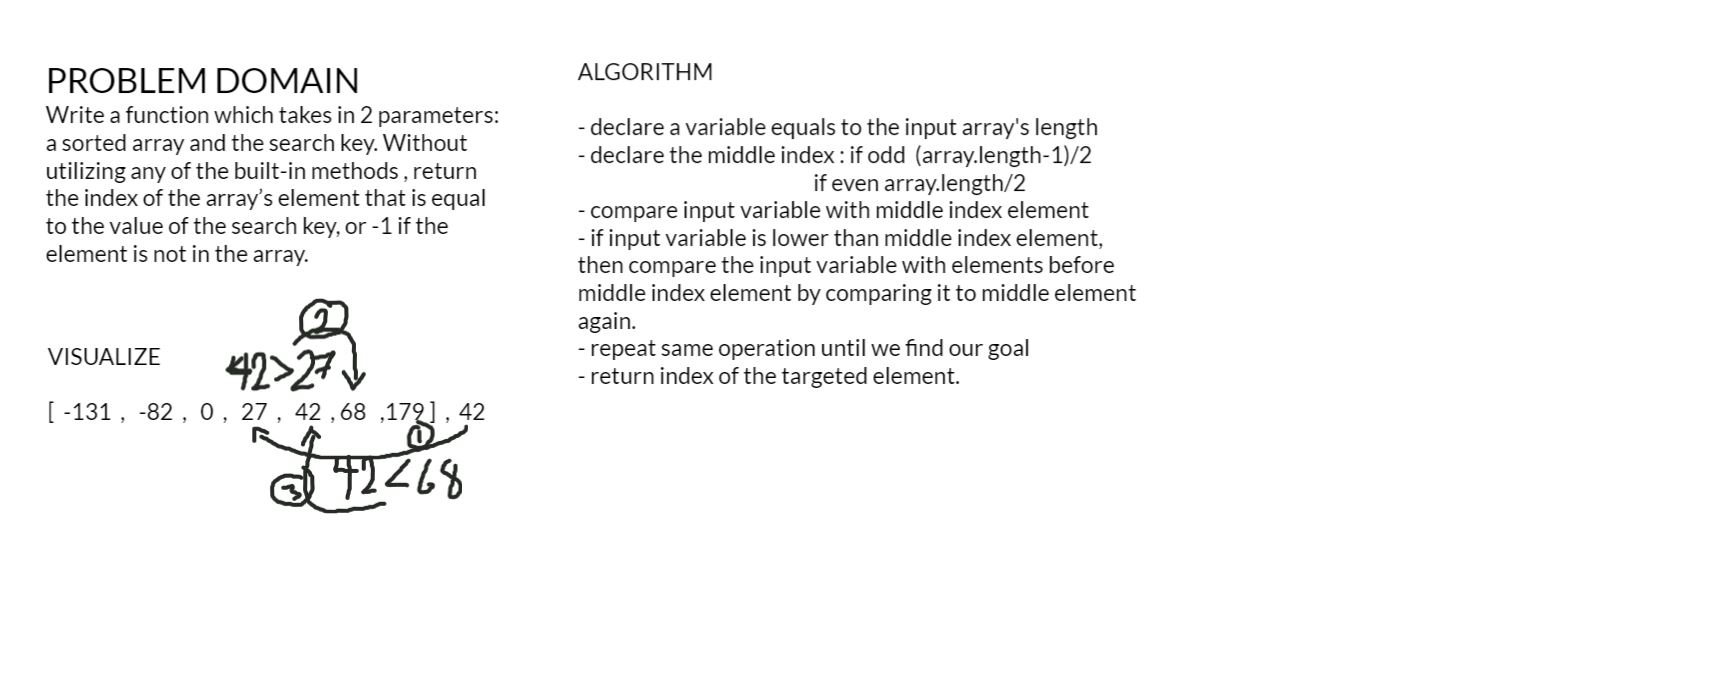 PROBLEM DOMAIN
Write a function which takes in 2 parameters:
a sorted array and the search key. Without
utilizing any of the built-in methods , return
the index of the array’s element that is equal
to the value of the search key, or -1 if the
element is not in the array.
2
VISUALIZE
42>27
[ -131 , -82 , 0 , 27 , 42 , 68 ,179] , 42
1
3 42<68
ALGORITHM
- declare a variable equals to the input array's length
- declare the middle index : if odd (array.length-1)/2
if even array.length/2
- compare input variable with middle index element
- if input variable is lower than middle index element,
then compare the input variable with elements before
middle index element by comparing it to middle element
again.
- repeat same operation until we find our goal
- return index of the targeted element.